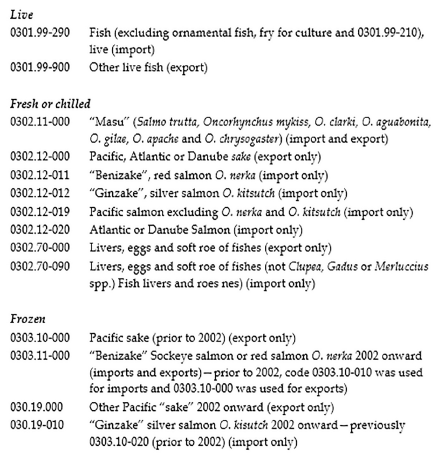 Live
0301.99-290 Fish (excluding ornamental fish, fry for culture and 0301.99-210),
live (import)
0301.99-900 Other live fish (export)
Fresh or chilled
0302.11-000 “Masu” (Salmo trutta, Oncorhynchus mykiss, O. clarki, O. aguabonita,
O. gilae, O. apache and O. chrysogaster) (import and export)
0302.12-000 Pacific, Atlantic or Danube sake (export only)
0302.12-011 “Benizake”, red salmon O. nerka (import only)
0302.12-012 “Ginzake”, silver salmon O. kitsutch (import only)
0302.12-019 Pacific salmon excluding O. nerka and O. kitsutch (import only)
0302.12-020 Atlantic or Danube Salmon (import only)
0302.70-000 Livers, eggs and soft roe of fishes (export only)
0302.70-090 Livers, eggs and soft roe of fishes (not Clupea, Gadus or Merluccius
spp.) Fish livers and roes nes) (import only)
Frozen
0303.10-000 Pacific sake (prior to 2002) (export only)
0303.11-000 “Benizake” Sockeye salmon or red salmon O. nerka 2002 onward
(imports and exports)—prior to 2002, code 0303.10-010 was used
for imports and 0303.10-000 was used for exports)
030.19.000 Other Pacific “sake” 2002 onward (export only)
030.19-010 “Ginzake” silver salmon O. kisutch 2002 onward—previously
0303.10-020 (prior to 2002) (import only)